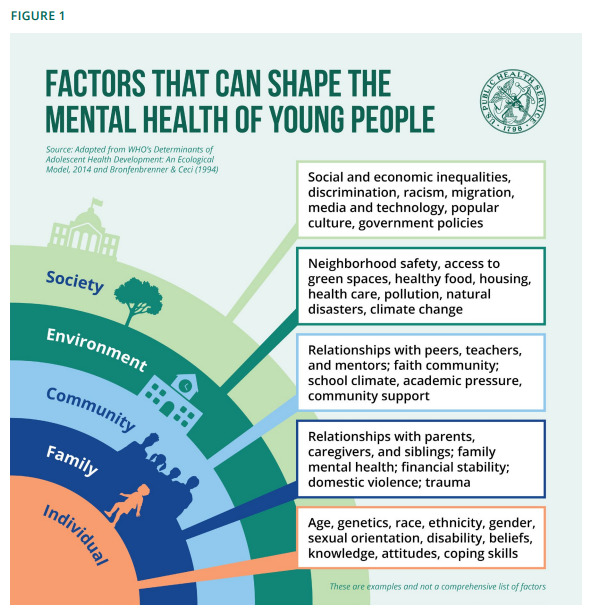 FIGURE 1
FACTORS THAT CAN SHAPE THE
MENTAL HEALTH OF YOUNG PEOPLE
U.S. PUBLIC HEALTH SERVICE
1798
Source: Adapted from WHO's Determinants of
Adolescent Health Development: An Ecological
Model, 2014 and Bronfenbrenner & Ceci (1994)
Society
Social and economic inequalities,
discrimination, racism, migration,
media and technology, popular
culture, government policies
Environment
Neighborhood safety, access to
green spaces, healthy food, housing,
health care, pollution, natural
disasters, climate change
Community
Relationships with peers, teachers,
and mentors; faith community;
school climate, academic pressure,
community support
Family
Relationships with parents,
caregivers, and siblings; family
mental health; financial stability;
domestic violence; trauma
Individual
Age, genetics, race, ethnicity, gender,
sexual orientation, disability, beliefs,
knowledge, attitudes, coping skills
These are examples and not a comprehensive list of factors